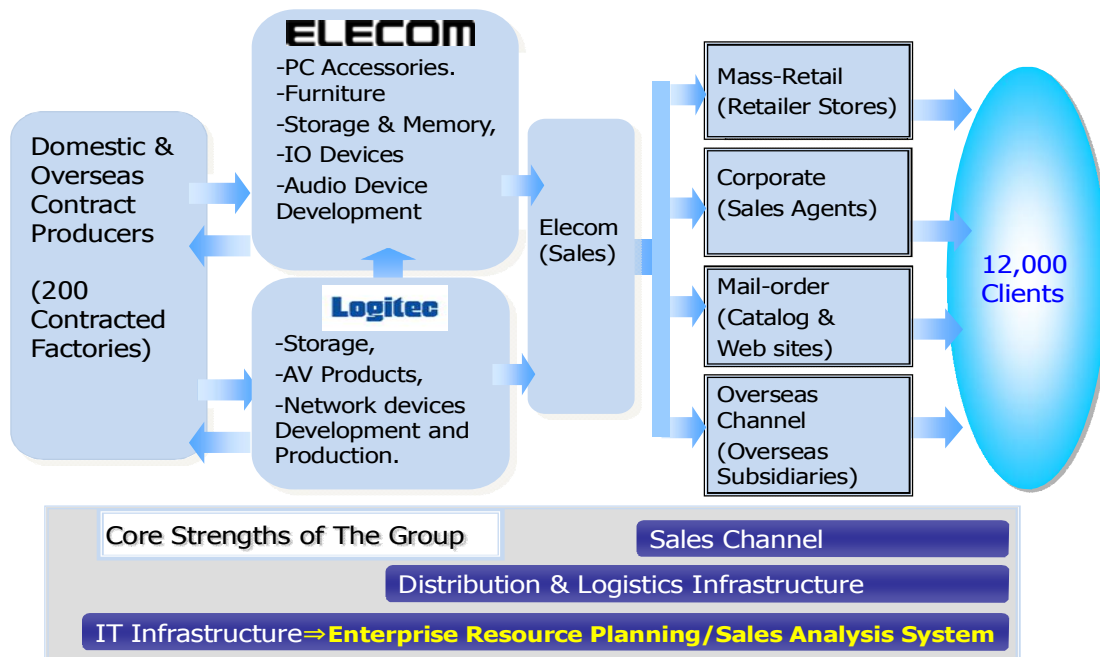 Domestic &
Overseas
Contract
Producers
(200
Contracted
Factories)
ELECOM
-PC Accessories.
-Furniture
-Storage & Memory,
-IO Devices
-Audio Device
Development
Logitec
-Storage,
-AV Products,
-Network devices
Development and
Production.
Elecom
(Sales)
Mass-Retail
(Retailer Stores)
Corporate
(Sales Agents)
Mail-order
(Catalog &
Web sites)
Overseas
Channel
(Overseas
Subsidiaries)
12,000
Clients
Core Strengths of The Group
Sales Channel
Distribution & Logistics Infrastructure
IT Infrastructure⇒Enterprise Resource Planning/Sales Analysis System